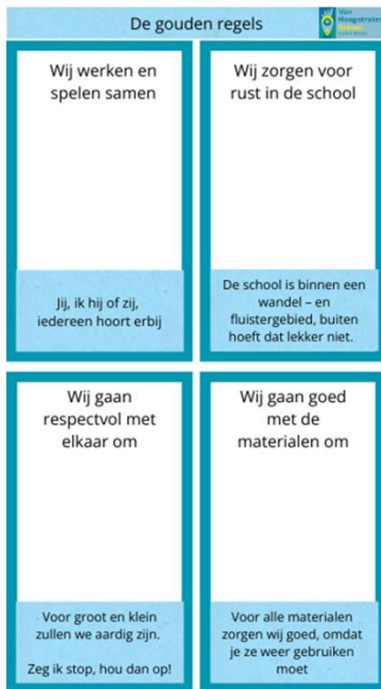 De gouden regels
Van
Hoogstraten
School
Wij werken en
spelen samen
Jij, ik hij of zij,
iedereen hoort erbij
Wij zorgen voor
rust in de school
De school is binnen een
wandel – en
fluistergebied, buiten
hoeft dat lekker niet.
Wij gaan
respectvol met
elkaar om
Voor groot en klein
zullen we aardig zijn.
Zeg ik stop, hou dan op!
Wij gaan goed
met de
materialen om
Voor alle materialen
zorgen wij goed, omdat
je ze weer gebruiken
moet